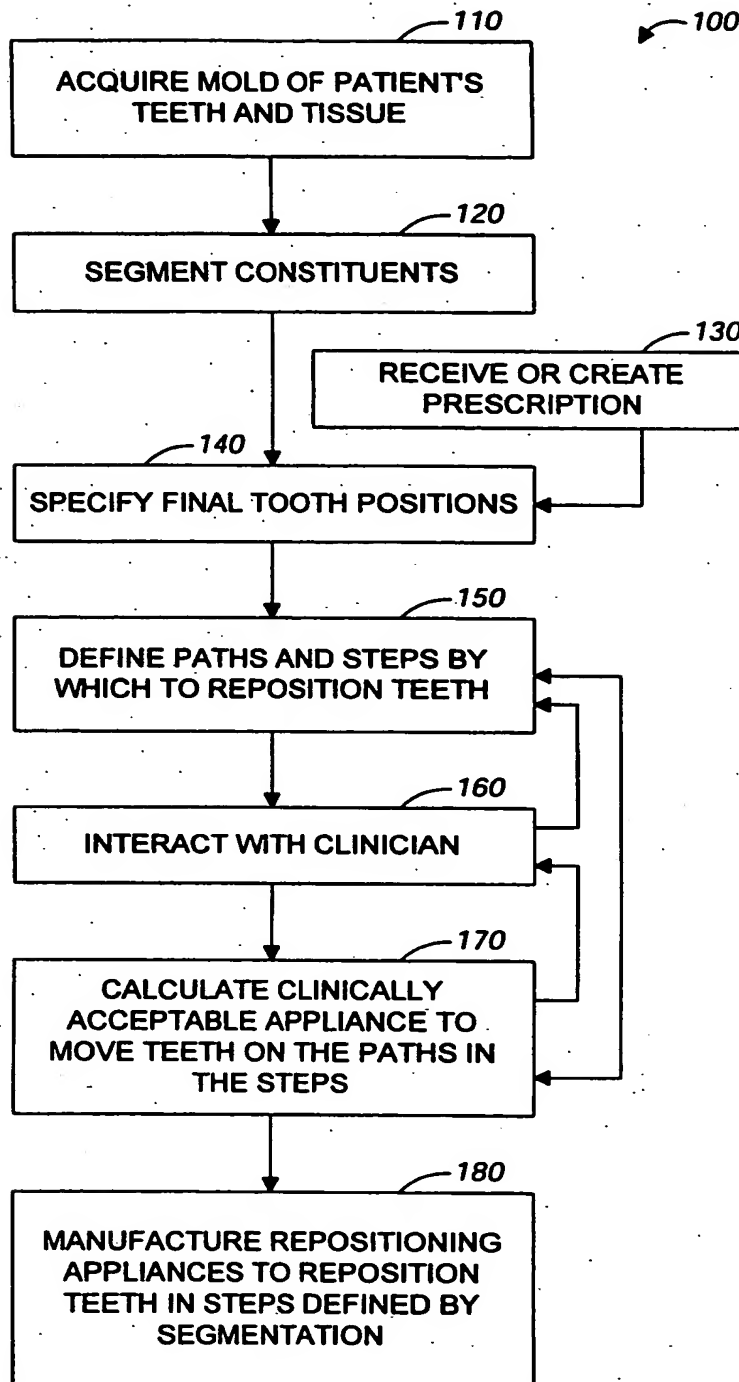 110
100
ACQUIRE MOLD OF PATIENT'S
TEETH AND TISSUE
120
SEGMENT CONSTITUENTS
130
RECEIVE OR CREATE
PRESCRIPTION
140
SPECIFY FINAL TOOTH POSITIONS
150
DEFINE PATHS AND STEPS BY
WHICH TO REPOSITION TEETH
160
INTERACT WITH CLINICIAN
170
CALCULATE CLINICALLY
ACCEPTABLE APPLIANCE TO
MOVE TEETH ON THE PATHS IN
THE STEPS
180
MANUFACTURE REPOSITIONING
APPLIANCES TO REPOSITION
TEETH IN STEPS DEFINED BY
SEGMENTATION